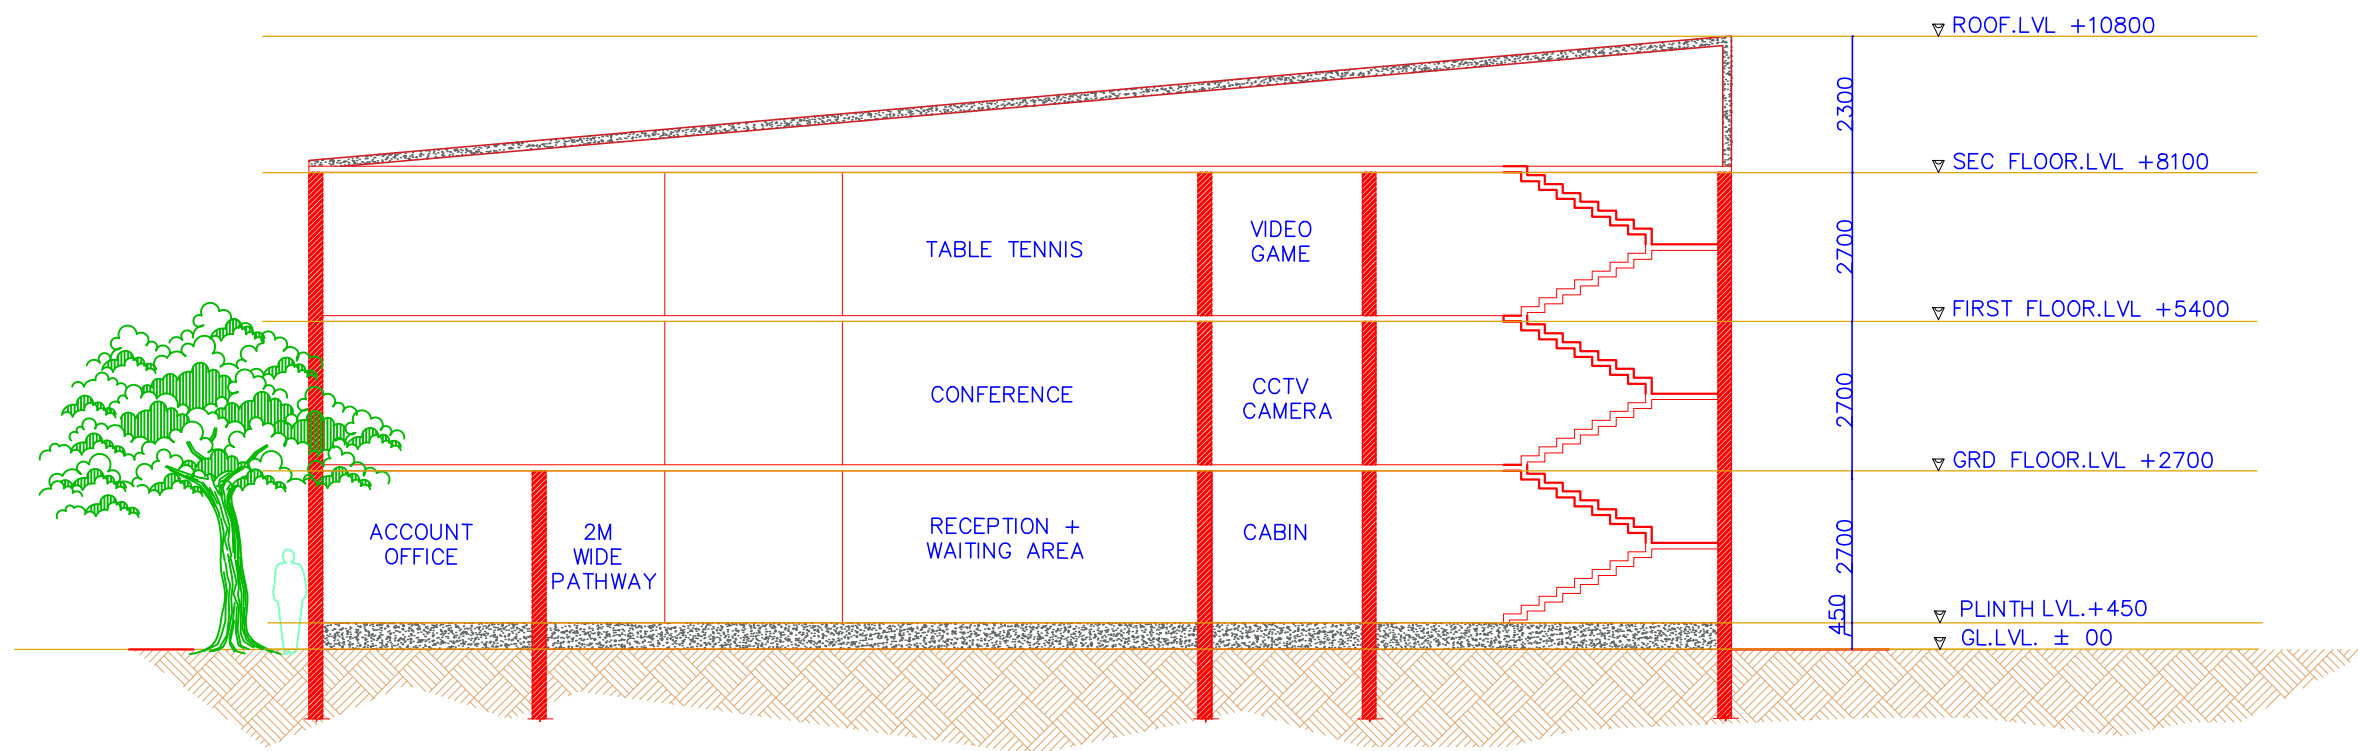 ROOF.LVL +10800
2300
SEC FLOOR.LVL +8100
TABLE TENNIS
VIDEO
GAME
2700
FIRST FLOOR.LVL +5400
CONFERENCE
CCTV
CAMERA
2700
GRD FLOOR.LVL +2700
ACCOUNT
OFFICE
2M
WIDE
PATHWAY
RECEPTION +
WAITING AREA
CABIN
2700
450
PLINTH LVL.+450
GL.LVL. ± 00